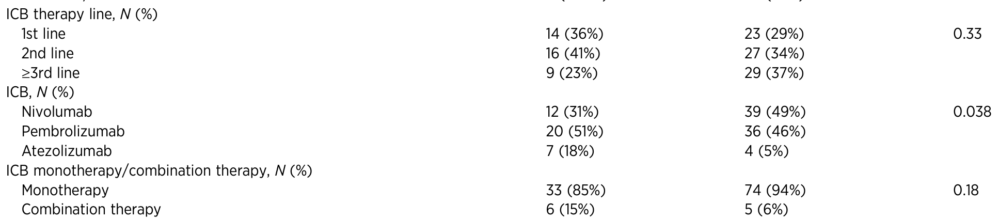 ICB therapy line, N (%)
1st line 14 (36%) 23 (29%) 0.33
2nd line 16 (41%) 27 (34%)
≥3rd line 9 (23%) 29 (37%)
ICB, N (%)
Nivolumab 12 (31%) 39 (49%) 0.038
Pembrolizumab 20 (51%) 36 (46%)
Atezolizumab 7 (18%) 4 (5%)
ICB monotherapy/combination therapy, N (%)
Monotherapy 33 (85%) 74 (94%) 0.18
Combination therapy 6 (15%) 5 (6%)